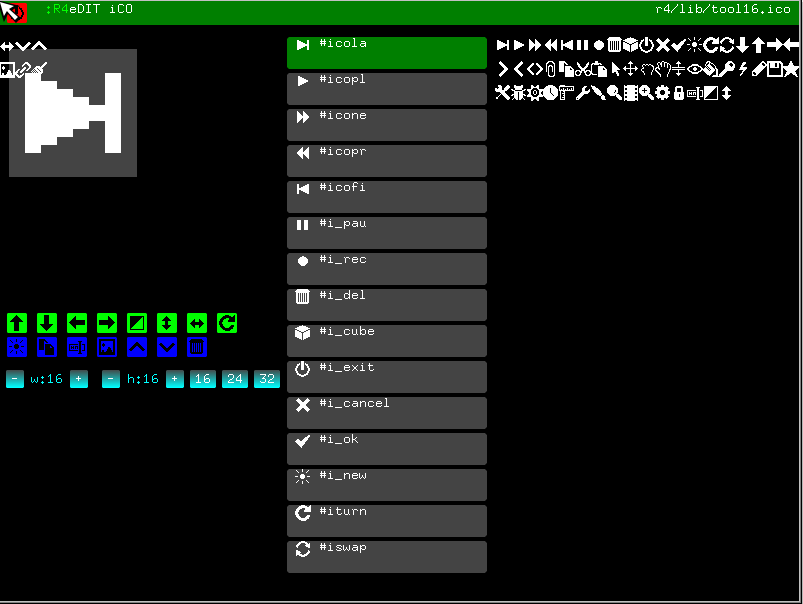 :R4eDIT iCO
r4/lib/tool16.ico
#icola
#icopl
#icone
#icopr
#icofi
#i_pau
#i_rec
#i_del
#i_cube
#i_exit
#i_cancel
#i_ok
#i_new
#iturn
#iswap
- w:16 + - h:16 + 16 24 32